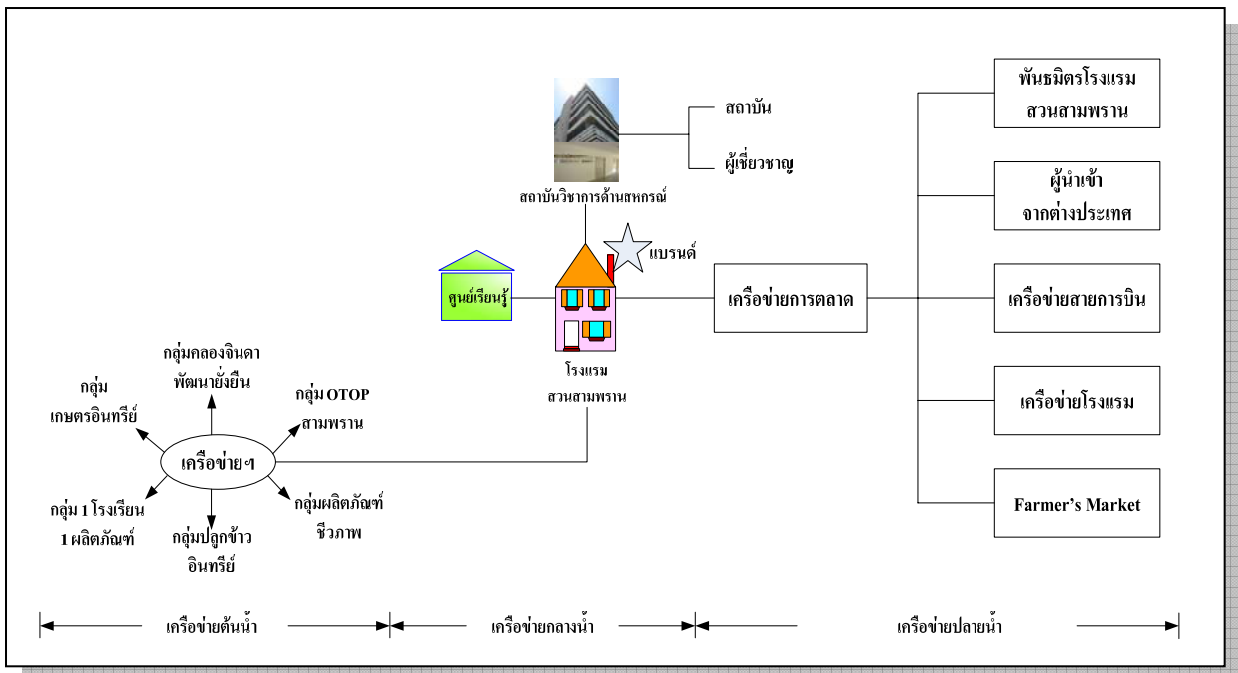 พันธมิตรโรงแรม
สวนสามพราน
สถาบัน
ผู้เชี่ยวชาญ
ผู้นำเข้า
จากต่างประเทศ
สถาบันวิชาการด้านสหกรณ์
แบรนด์
ศูนย์เรียนรู้
เครือข่ายการตลาด
เครือข่ายสายการบิน
โรงแรม
สวนสามพราน
เครือข่ายโรงแรม
กลุ่มคลองจินดา
พัฒนายั่งยืน
กลุ่ม
เกษตรอินทรีย์
กลุ่ม OTOP
สามพราน
เครือข่ายฯ
กลุ่ม 1 โรงเรียน
1 ผลิตภัณฑ์
กลุ่มปลูกข้าว
อินทรีย์
กลุ่มผลิตภัณฑ์
ชีวภาพ
Farmer's Market
เครือข่ายต้นน้ำ
เครือข่ายกลางน้ำ
เครือข่ายปลายน้ำ